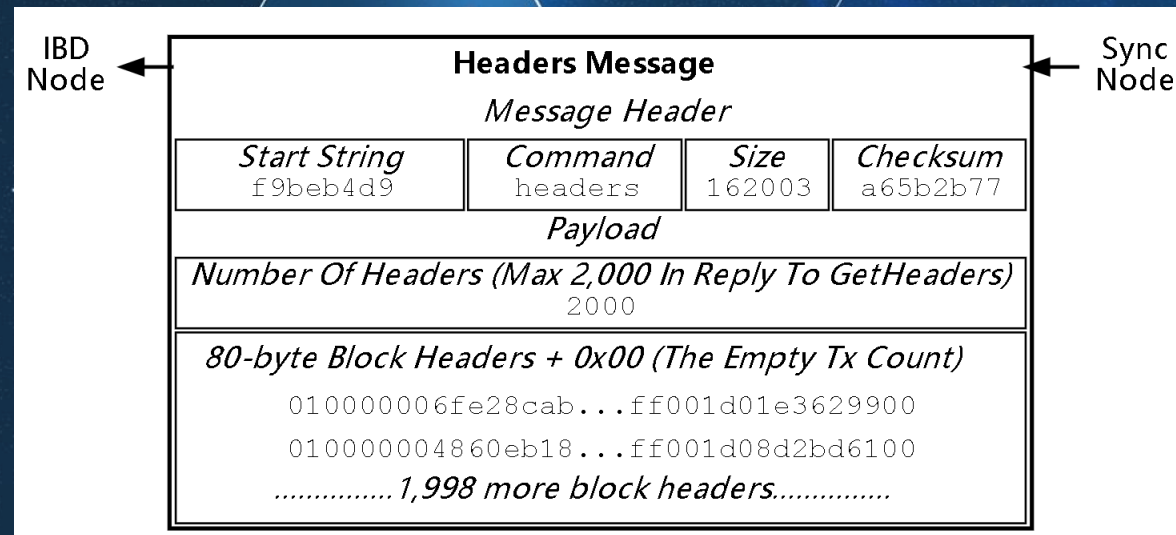 IBD
Node
Sync
Node
Headers Message
Message Header
Start String
f9beb4d9
Command
headers
Size
162003
Checksum
a65b2b77
Payload
Number Of Headers (Max 2,000 In Reply To GetHeaders)
2000
80-byte Block Headers + 0x00 (The Empty Tx Count)
010000006fe28cab...ff001d01e3629900
010000004860eb18...ff001d08d2bd6100
...............1,998 more block headers...............